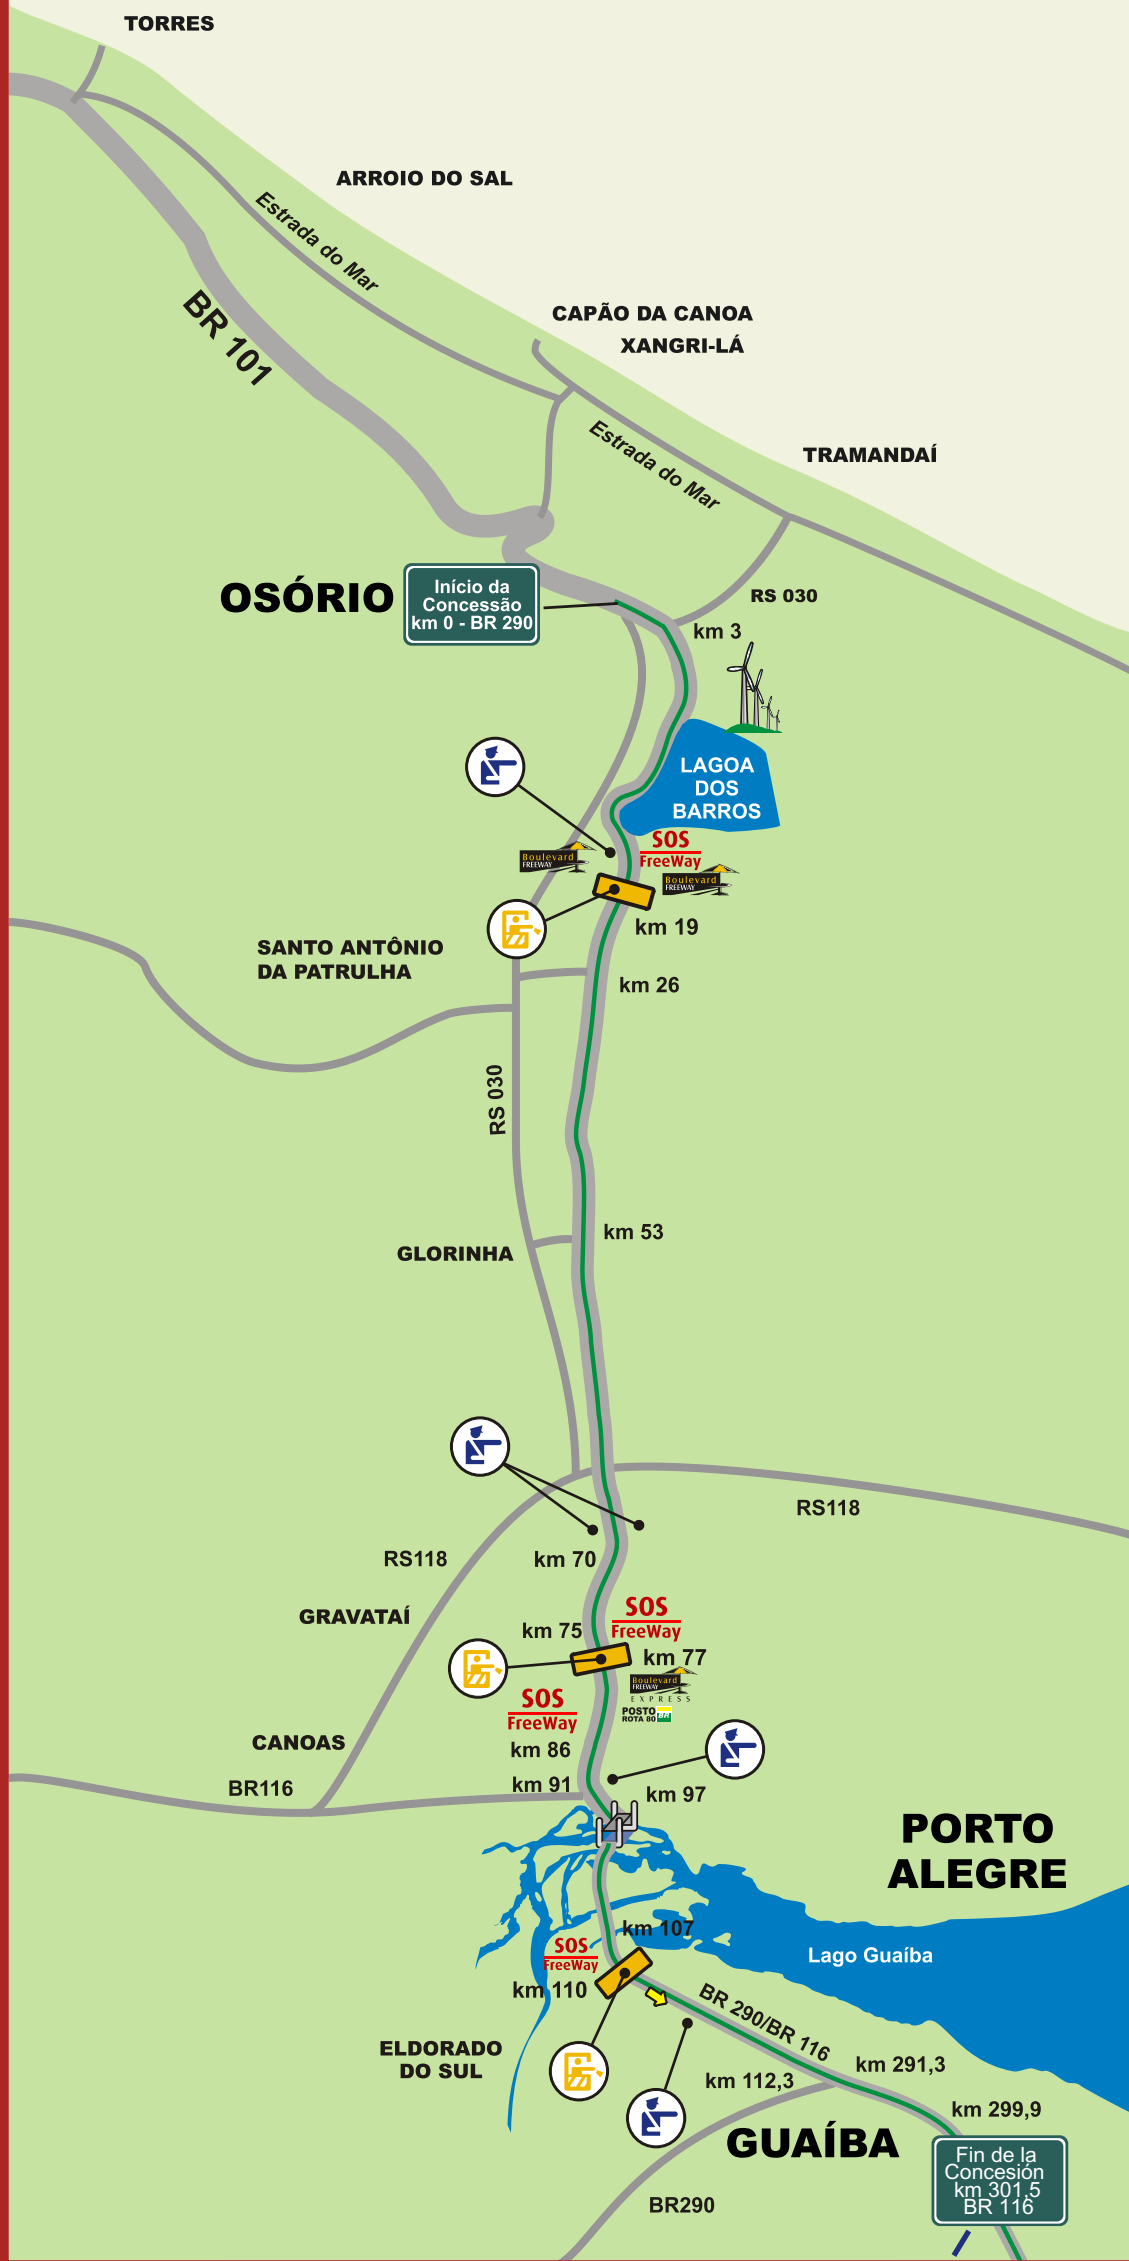 TORRES
ARROIO DO SAL
Estrada do Mar
BR 101
CAPÃO DA CANOA
XANGRI-LÁ
Estrada do Mar
TRAMANDAÍ
OSÓRIO
Início da
Concessão
km 0 - BR 290
RS 030
km 3
LAGOA
DOS
BARROS
SOS
FreeWay
Boulevard
FREEWAY
Boulevard
FREEWAY
km 19
SANTO ANTÔNIO
DA PATRULHA
km 26
RS 030
km 53
GLORINHA
RS118
RS118
km 70
GRAVATAÍ
SOS
FreeWay
km 75
km 77
Boulevard
FREEWAY
EXPRESS
POSTO
ROTA 80 BR
SOS
FreeWay
CANOAS
km 86
BR116
km 91
km 97
PORTO
ALEGRE
km 107
SOS
FreeWay
Lago Guaíba
km 110
BR 290/BR 116
ELDORADO
DO SUL
km 291,3
km 112,3
km 299,9
GUAÍBA
Fin de la
Concesión
km 301,5
BR 116
BR290